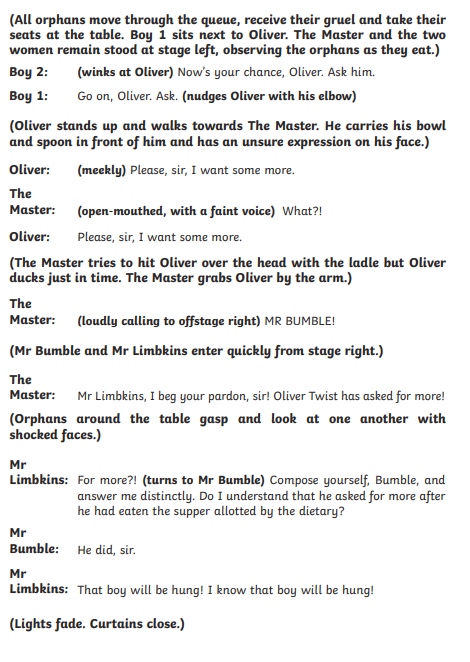 (All orphans move through the queue, receive their gruel and take their
seats at the table. Boy 1 sits next to Oliver. The Master and the two
women remain stood at stage left, observing the orphans as they eat.)
Boy 2: (winks at Oliver) Now's your chance, Oliver. Ask him.
Boy 1: Go on, Oliver. Ask. (nudges Oliver with his elbow)
(Oliver stands up and walks towards The Master. He carries his bowl
and spoon in front of him and has an unsure expression on his face.)
Oliver: (meekly) Please, sir, I want some more.
The
Master: (open-mouthed, with a faint voice) What?!
Oliver: Please, sir, I want some more.
(The Master tries to hit Oliver over the head with the ladle but Oliver
ducks just in time. The Master grabs Oliver by the arm.)
The
Master: (loudly calling to offstage right) MR BUMBLE!
(Mr Bumble and Mr Limbkins enter quickly from stage right.)
The
Master: Mr Limbkins, I beg your pardon, sir! Oliver Twist has asked for more!
(Orphans around the table gasp and look at one another with
shocked faces.)
Mr
Limbkins: For more?! (turns to Mr Bumble) Compose yourself, Bumble, and
answer me distinctly. Do I understand that he asked for more after
he had eaten the supper allotted by the dietary?
Mr
Bumble: He did, sir.
Mr
Limbkins: That boy will be hung! I know that boy will be hung!
(Lights fade. Curtains close.)